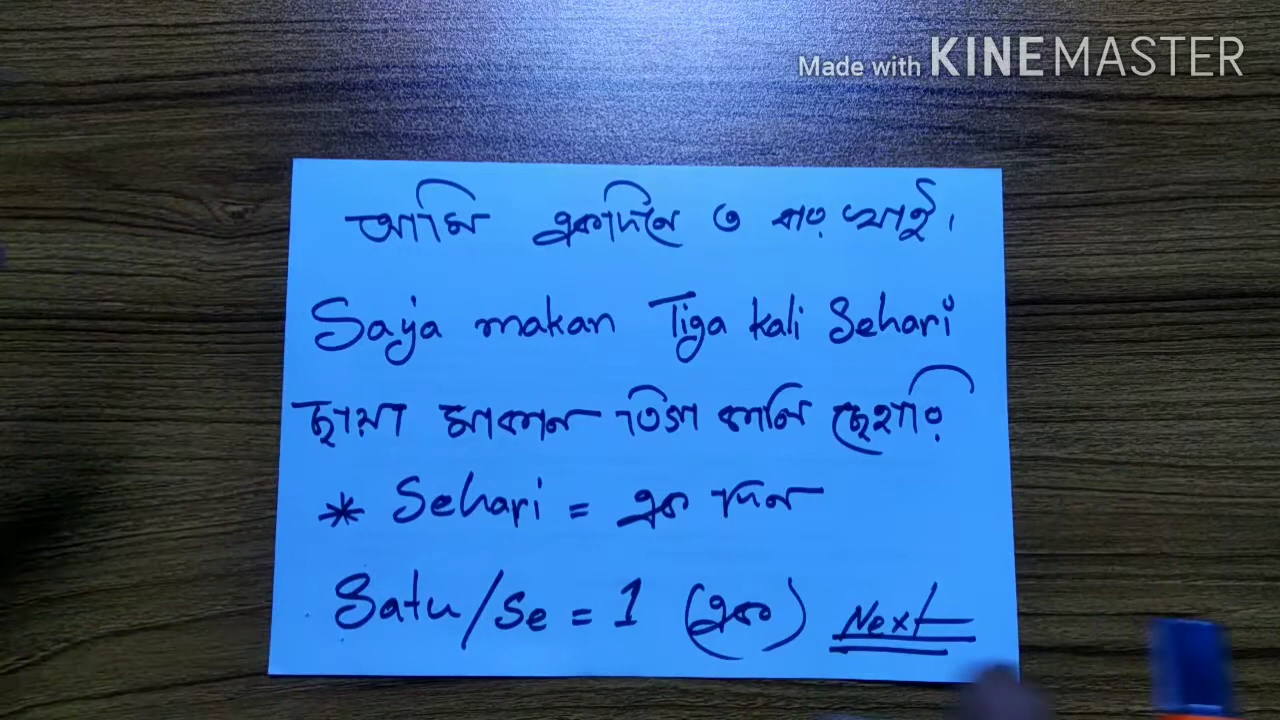 Made with KINEMASTER
আমি একদিনে ৩ বার খাই।
Saya makan Tiga kali Sehari
ছায়া মাকান তিগা কালি ছেহারি
* Sehari = এক দিন
Satu/Se = 1 (এক) Next